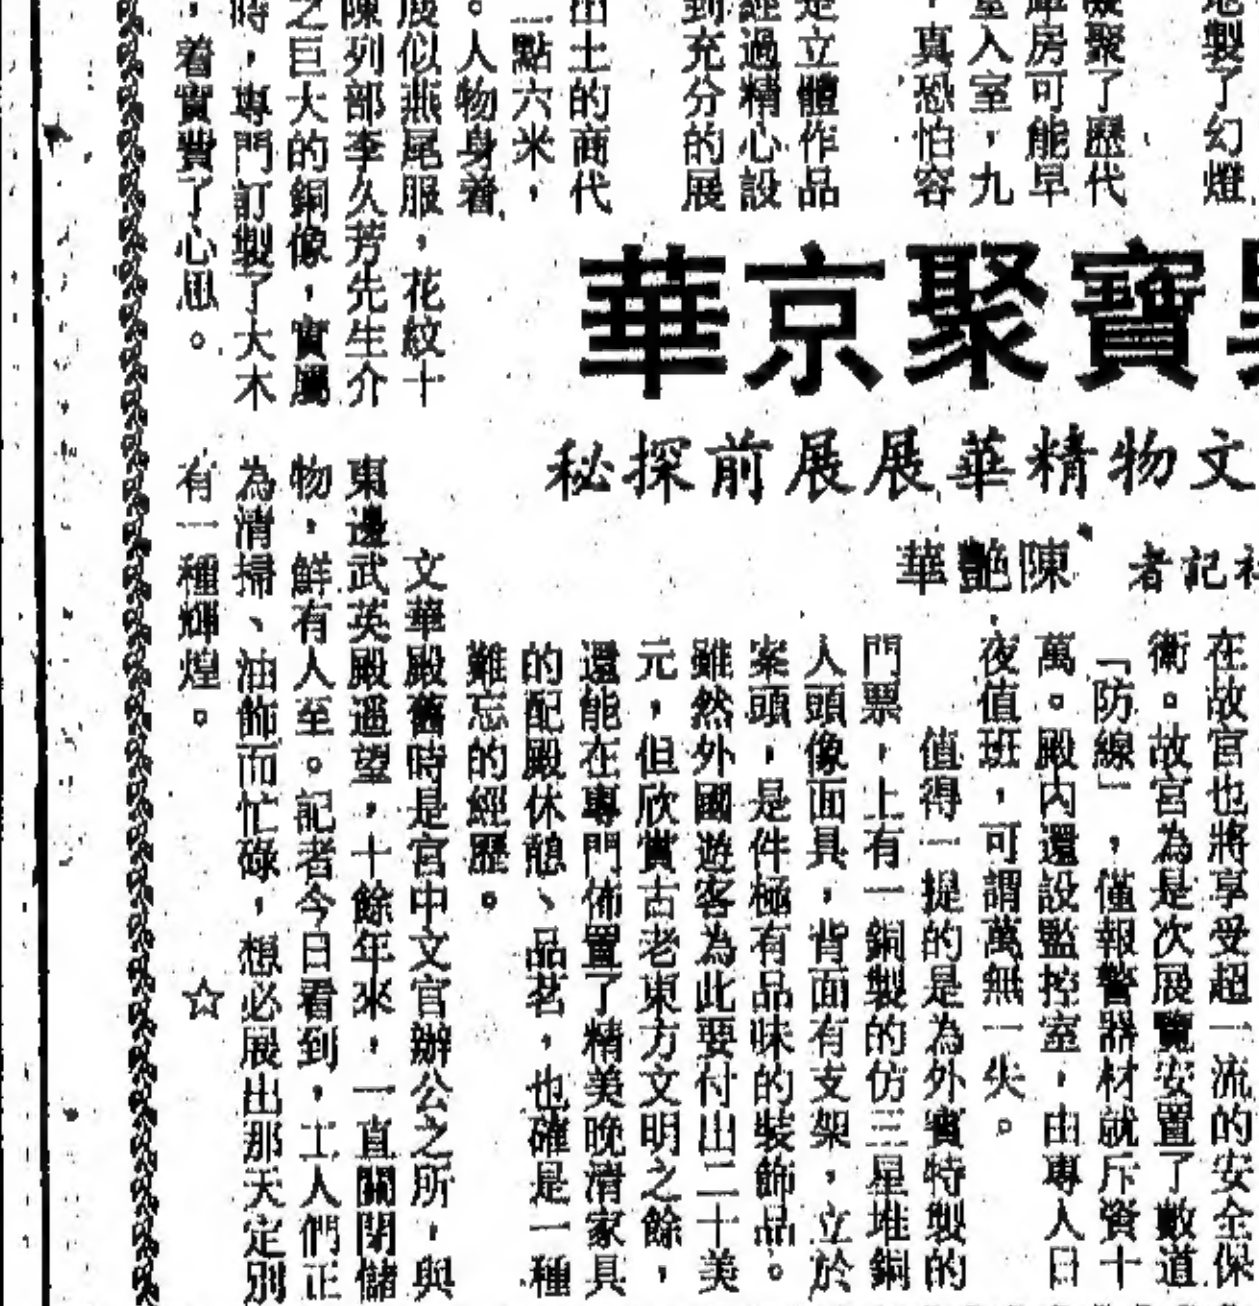 地製了幻燈
凝聚了歷代
庫房可能早
室入室，九
，真恐怕容
是立體作品
經過精心設
到充分的展
出土的商代
二點六米，
。人物身着
度似燕尾服，花紋十
陳列部李久芳先生介
之巨大的銅像，實屬
時，專門訂製了大木
，着實費了心思。
華京聚寶
秘探前展展華精物文
華艷陳　者記社
在故宮也將享受超一流的安全保
衛。故宮為是次展覽安置了數道
「防線」，僅報警器材就斥資十
萬。殿內還設監控室，由專人日
夜值班，可謂萬無一失。
值得一提的是為外賓特製的
門票，上有一銅製的仿三星堆銅
人頭像面具，背面有支架，立於
案頭，是件極有品味的裝飾品。
雖然外國遊客為此要付出二十美
元，但欣賞古老東方文明之餘，
還能在專門佈置了精美晚清家具
的配殿休憩、品茗，也確是一種
難忘的經歷。
文華殿舊時是宮中文官辦公之所，與
東邊武英殿遥望，十餘年來，一直關閉儲
物，鮮有人至。記者今日看到，工人們正
為清掃、油飾而忙碌，想必展出那天定別
有一種輝煌。　☆